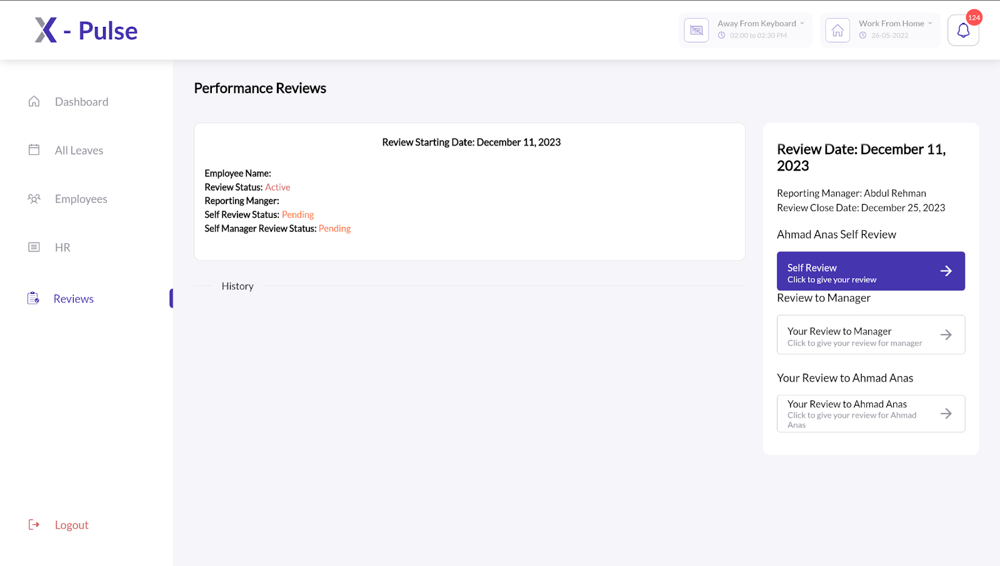 X - Pulse
Away From Keyboard
02:00 to 02:30 PM
Work From Home
26-05-2022
124
Dashboard
All Leaves
Employees
HR
Reviews
Logout
Performance Reviews
Review Starting Date: December 11, 2023
Employee Name:
Review Status: Active
Reporting Manger:
Self Review Status: Pending
Self Manager Review Status: Pending
History
Review Date: December 11,
2023
Reporting Manager: Abdul Rehman
Review Close Date: December 25, 2023
Ahmad Anas Self Review
Self Review
Click to give your review
Review to Manager
Your Review to Manager
Click to give your review for manager
Your Review to Ahmad Anas
Your Review to Ahmad Anas
Click to give your review for Ahmad
Anas